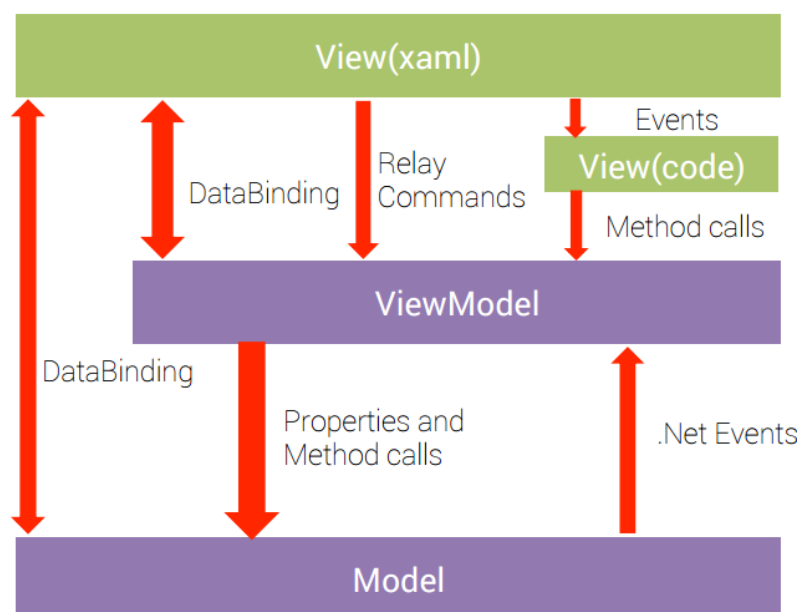 View(xaml)
Events
View(code)
Relay
Commands
DataBinding
Method calls
ViewModel
DataBinding
Properties and
Method calls
.Net Events
Model